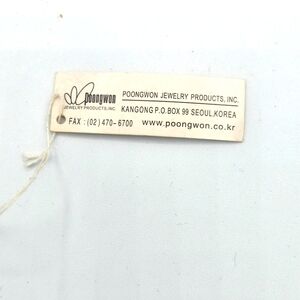 poongwon
JEWELRY PRODUCTS, INC.
POONGWON JEWELRY PRODUCTS, INC.
KANGONG P.O.BOX 99 SEOUL,KOREA
FAX : (02) 470-6700 www.poongwon.co.kr